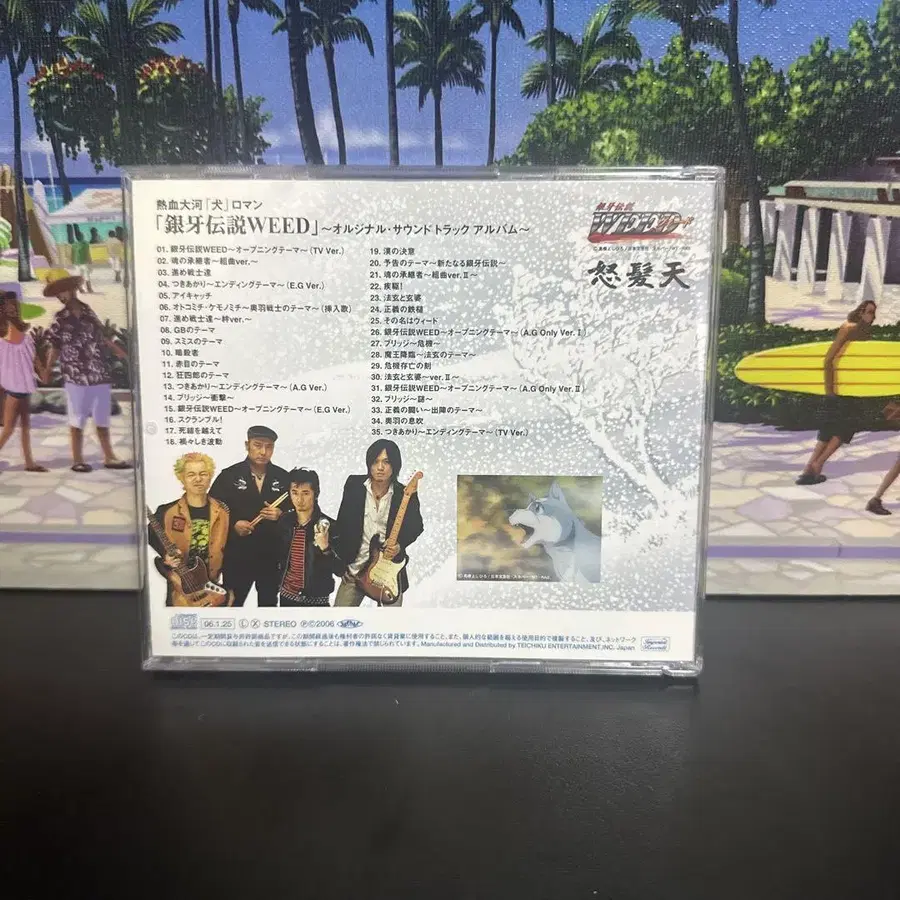 熱血大河「犬」ロマン
「銀牙伝説WEED」～オルジナル・サウンドトラック アルバム～
銀牙伝説
WEED
怒髪天
01. 銀牙伝説WEED～オープニングテーマ～（TV Ver.）
02. 魂の承継者～組曲ver.～
03. 進め戦士達
04. つきあかり～エンディングテーマ～（E.G Ver.）
05. アイキャッチ
06. オトコミチ・ケモノミチ～奥羽戦士のテーマ～（挿入歌）
07. 進め戦士達～絆ver.～
08. GBのテーマ
09. スミスのテーマ
10. 暗殺者
11. 赤目のテーマ
12. 狂四郎のテーマ
13. つきあかり～エンディングテーマ～（A.G Ver.）
14. ブリッジ～衝撃～
15. 銀牙伝説WEED～オープニングテーマ～（E.G Ver.）
16. スクランブル!
17. 死線を越えて
18. 禍々しき波動
19. 漢の決意
20. 予告のテーマ～新たなる銀牙伝説～
21. 魂の承継者～組曲ver.Ⅱ～
22. 疾駆!
23. 法玄と玄婆
24. 正義の鉄槌
25. その名はウィード
26. 銀牙伝説WEED～オープニングテーマ～（A.G Only Ver.Ⅰ）
27. ブリッジ～危機～
28. 魔王降臨～法玄のテーマ～
29. 危険存亡の刻
30. 法玄と玄婆～ver.Ⅱ～
31. 銀牙伝説WEED～オープニングテーマ～（A.G Only Ver.Ⅱ）
32. ブリッジ～謎～
33. 正義の闘い～出陣のテーマ～
34. 奥羽の息吹
35. つきあかり～エンディングテーマ～（TV Ver.）
06.1.25 Ⓛ Ⓧ STEREO Ⓟ©2006
Manufactured and Distributed by TEICHIKU ENTERTAINMENT,INC. Japan
Imperial Records